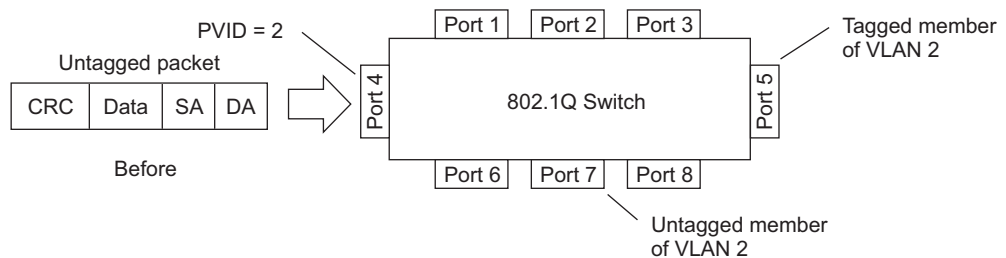 PVID = 2
Port 1
Port 2
Port 3
Tagged member
of VLAN 2
Untagged packet
CRC
Data
SA
DA
Port 4
802.1Q Switch
Port 5
Before
Port 6
Port 7
Port 8
Untagged member
of VLAN 2